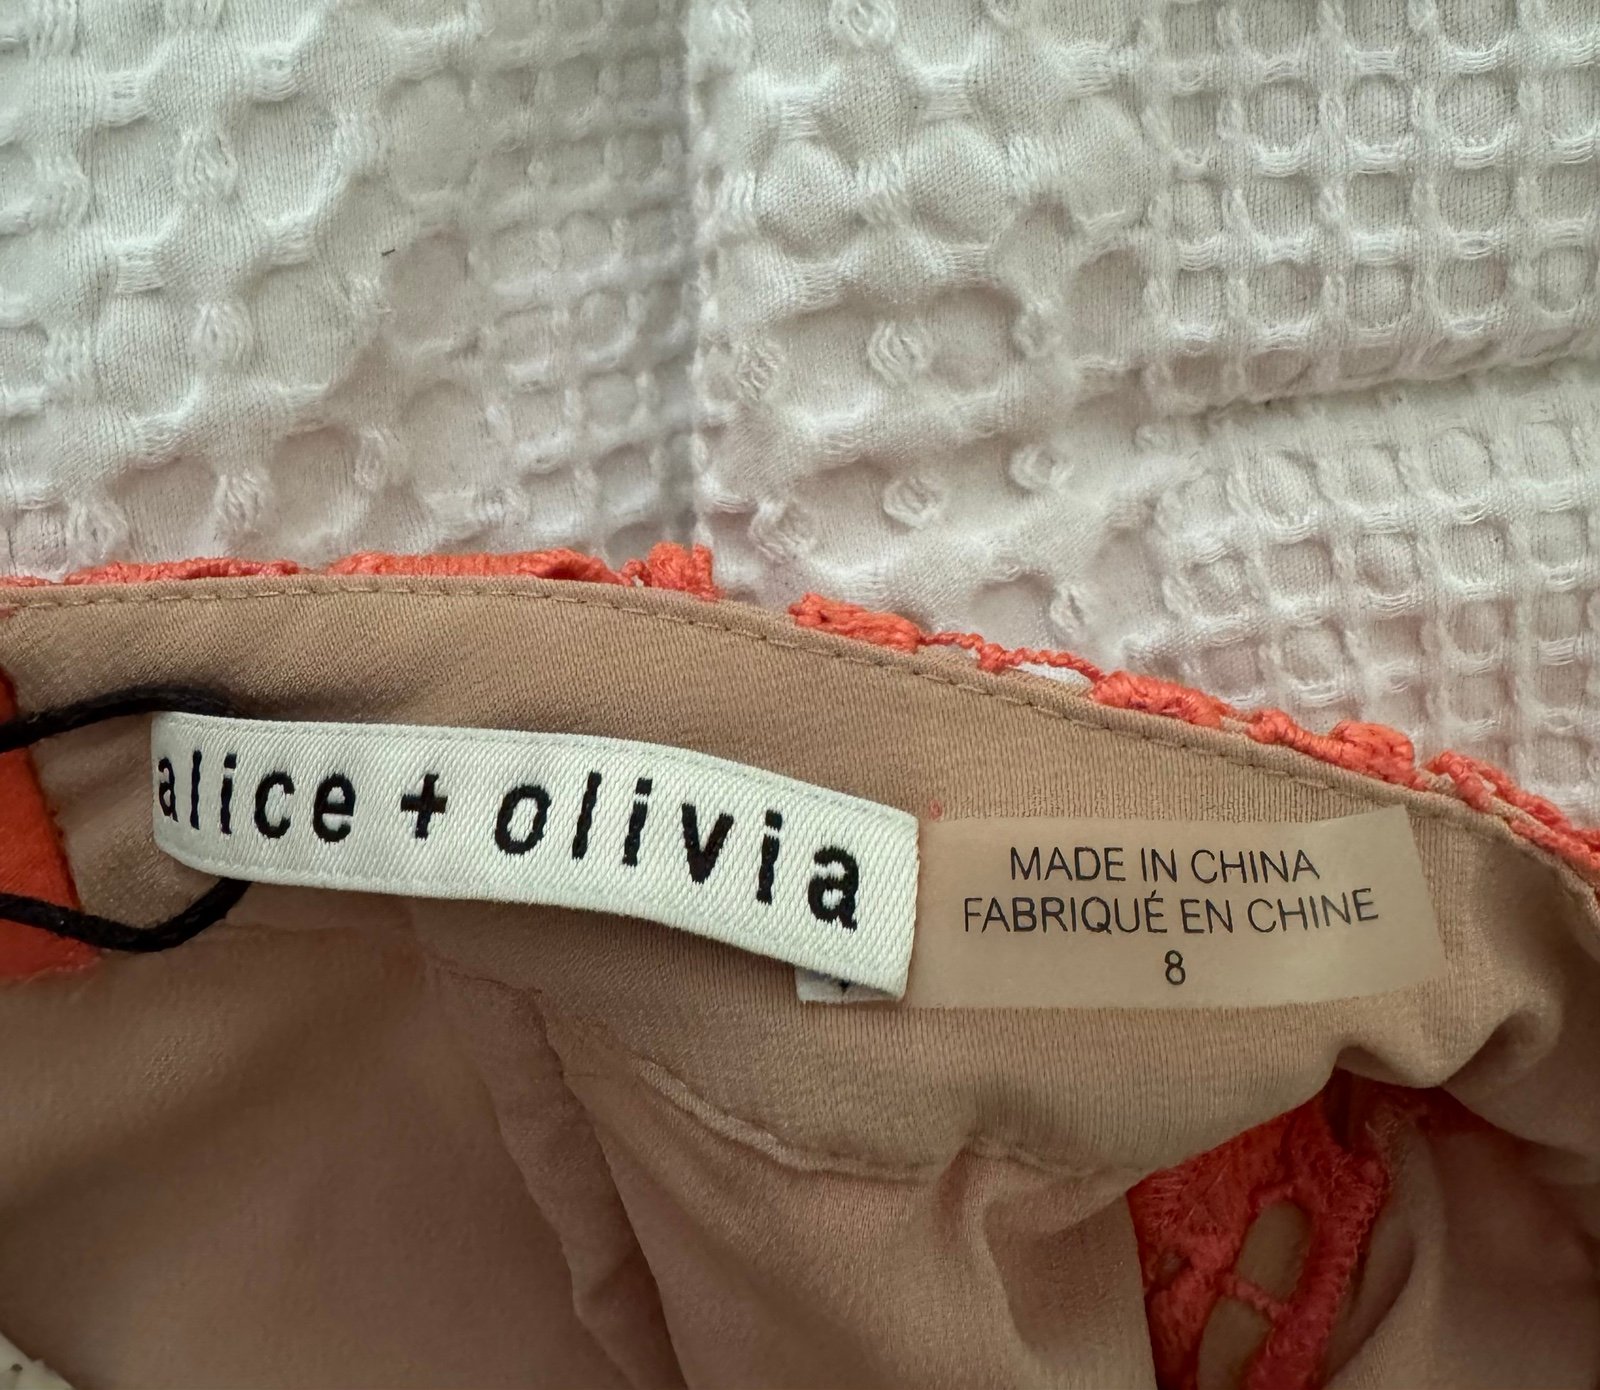 alice + olivia
MADE IN CHINA
FABRIQUÉ EN CHINE
8